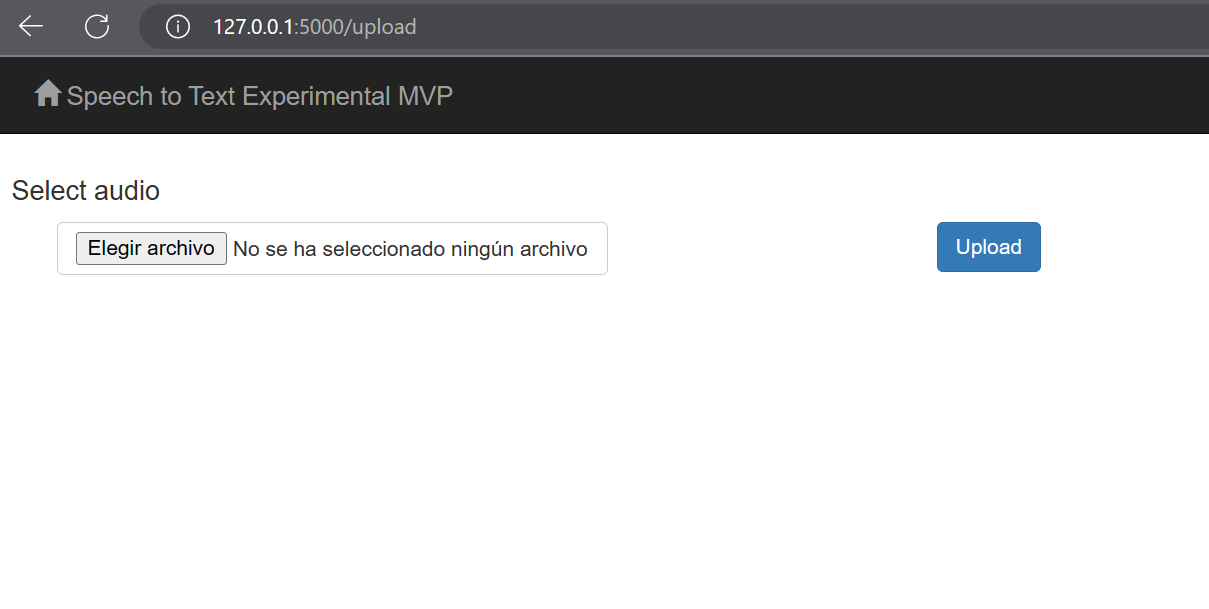 127.0.0.1:5000/upload
Speech to Text Experimental MVP
Select audio
Elegir archivo No se ha seleccionado ningún archivo Upload